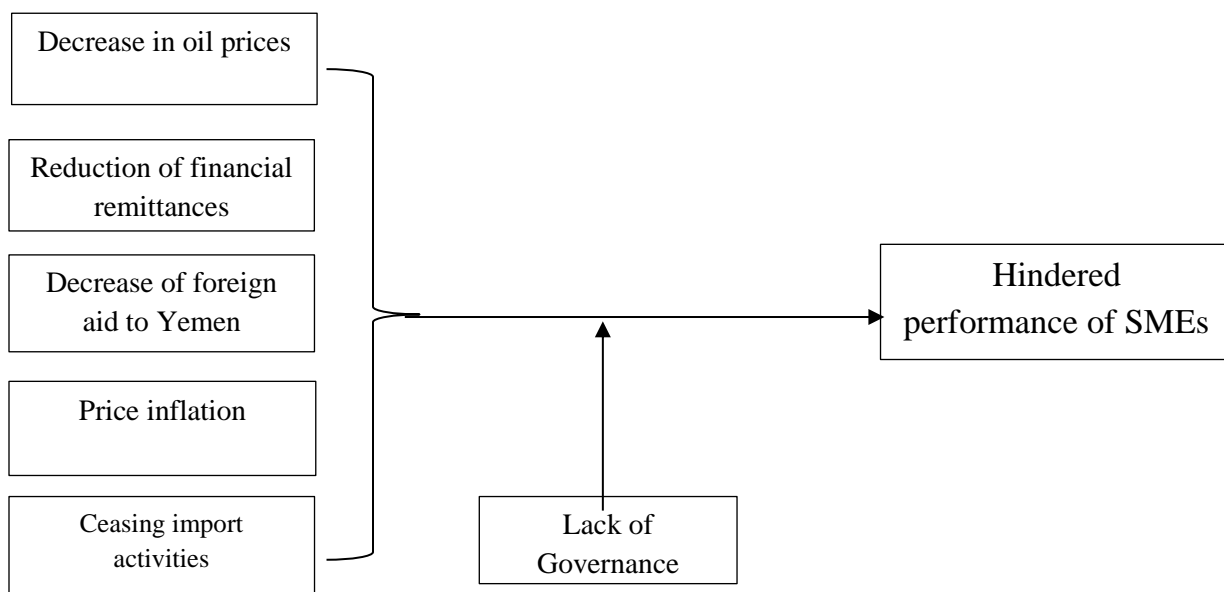 Decrease in oil prices
Reduction of financial
remittances
Decrease of foreign
aid to Yemen
Price inflation
Ceasing import
activities
Lack of
Governance
Hindered
performance of SMEs